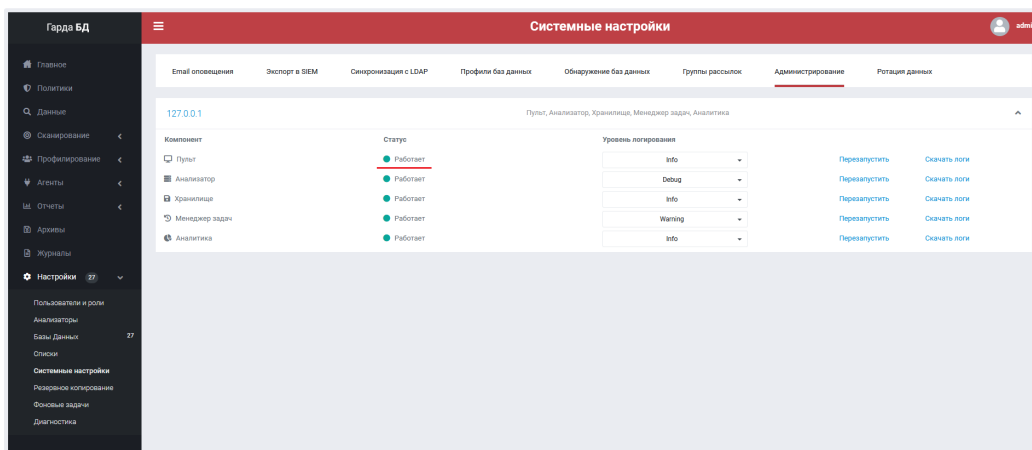 Гарда БД
Системные настройки
admi
Главное
Политики
Данные
Сканирование
Профилирование
Агенты
Отчеты
Архивы
Журналы
Настройки 27
Пользователи и роли
Анализаторы
Базы Данных 27
Списки
Системные настройки
Резервное копирование
Фоновые задачи
Диагностика
Email оповещения Экспорт в SIEM Синхронизация с LDAP Профили баз данных Обнаружение баз данных Группы рассылок Администрирование Ротация данных
127.0.0.1 Пульт, Анализатор, Хранилище, Менеджер задач, Аналитика
Компонент Статус Уровень логирования
Пульт Работает Info Перезапустить Скачать логи
Анализатор Работает Debug Перезапустить Скачать логи
Хранилище Работает Info Перезапустить Скачать логи
Менеджер задач Работает Warning Перезапустить Скачать логи
Аналитика Работает Info Перезапустить Скачать логи